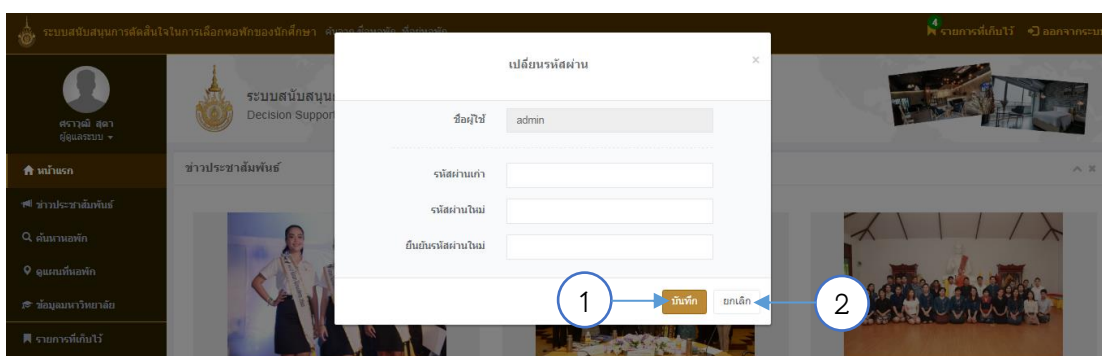 ระบบสนับสนุนการตัดสินใจในการเลือกหอพักของนักศึกษา
4
รายการที่เก็บไว้
ออกจากระบบ
เปลี่ยนรหัสผ่าน
×
ศราวุฒิ สุดา
ผู้ดูแลระบบ
ระบบสนับสนุน
Decision Support
ชื่อผู้ใช้ admin
หน้าแรก
ข่าวประชาสัมพันธ์
รหัสผ่านเก่า
ข่าวประชาสัมพันธ์
รหัสผ่านใหม่
ค้นหาหอพัก
ยืนยันรหัสผ่านใหม่
ดูแผนที่หอพัก
ข้อมูลมหาวิทยาลัย
1
บันทึก
ยกเลิก
2
รายการที่เก็บไว้